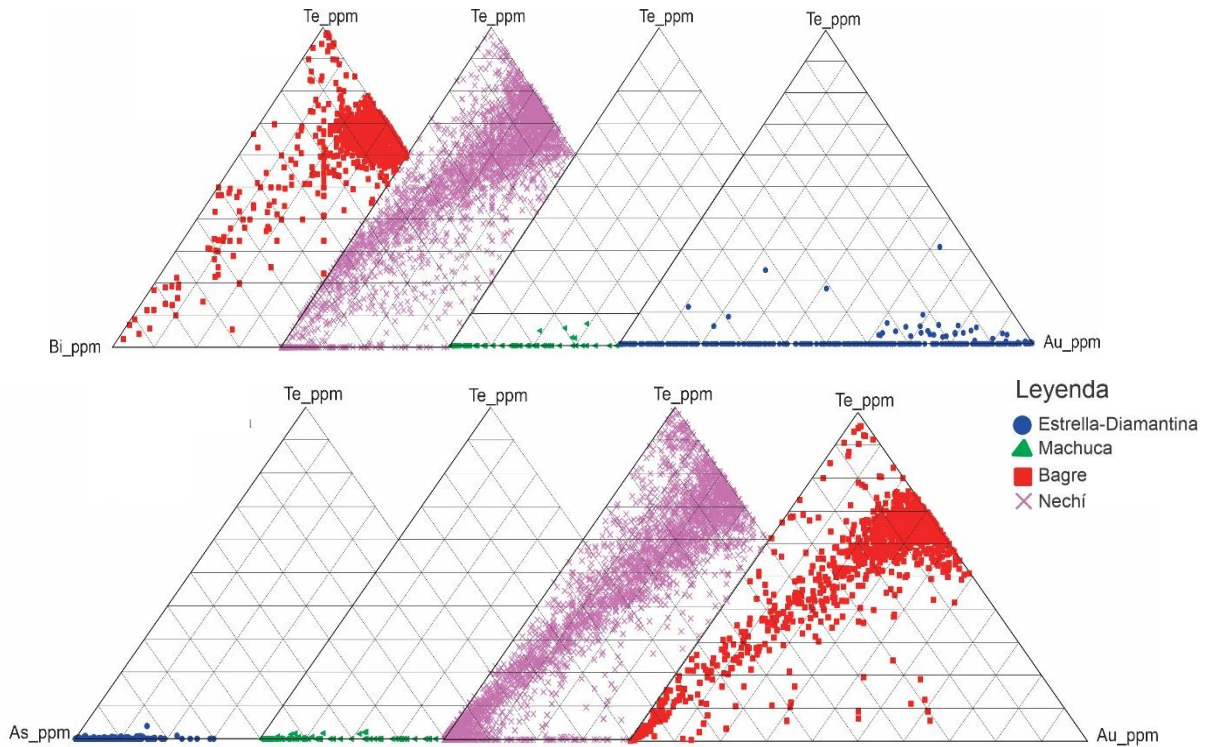 Te_ppm Te_ppm Te_ppm Te_ppm
Bi_ppm Au_ppm
Te_ppm Te_ppm Te_ppm Te_ppm
Leyenda
Estrella-Diamantina
Machuca
Bagre
Nechí
As_ppm Au_ppm